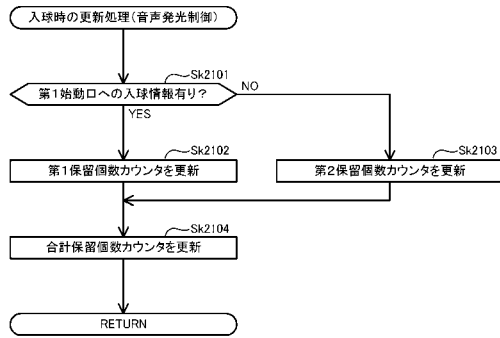 入球時の更新処理(音声発光制御)
Sk2101
第1始動口への入球情報有り?
NO
YES
Sk2102
第1保留個数カウンタを更新
Sk2103
第2保留個数カウンタを更新
Sk2104
合計保留個数カウンタを更新
RETURN